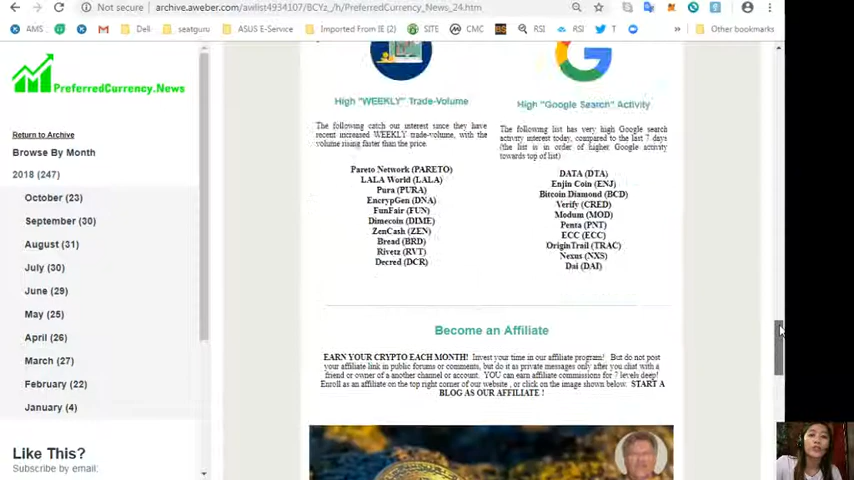 Not secure archive.aweber.com/awlist4934107/BCYz_/h/PreferredCurrency_News_24.htm
AMS Dell seatguru ASUS E-Service Imported From IE (2) SITE CMC RSI RSI T Other bookmarks
PreferredCurrency.News
Return to Archive
Browse By Month
2018 (247)
October (23)
September (30)
August (31)
July (30)
June (29)
May (25)
April (26)
March (27)
February (22)
January (4)
Like This?
Subscribe by email:
High "WEEKLY" Trade-Volume
The following catch our usterest since they have
recent increased WEEKLY trade-volume, with the
volume rising faster than the price.
Pareto Network (PARETO)
LALA World (LALA)
Pura (PURA)
EncrypGen (DNA)
FunFair (FUN)
Dimecoin (DIME)
ZenCash (ZEN)
Bread (BRD)
Rivetz (RVT)
Decred (DCR)
High "Google Search" Activity
The following list has very high Google search
activity interest today, compared to the last 7 days
(the list is in order of higher Google activity
towards top of list)
DATA (DTA)
Enjin Coin (ENJ)
Bitcoin Diamond (BCD)
Verify (CRED)
Modum (MOD)
Penta (PNT)
ECC (ECC)
OriginTrail (TRAC)
Nexus (NXS)
Dai (DAI)
Become an Affiliate
EARN YOUR CRYPTO EACH MONTH! Invest your time in our affiliate program! But do not post
your affiliate link in public forums or comments, but do it as private messages only after you chat with a
friend or owner of another channel or account. YOU can earn affiliate commissions for 7 levels deep!
Enroll as an affiliate on the top right corner of our website , or click on the image shown below. START A
BLOG AS OUR AFFILIATE !